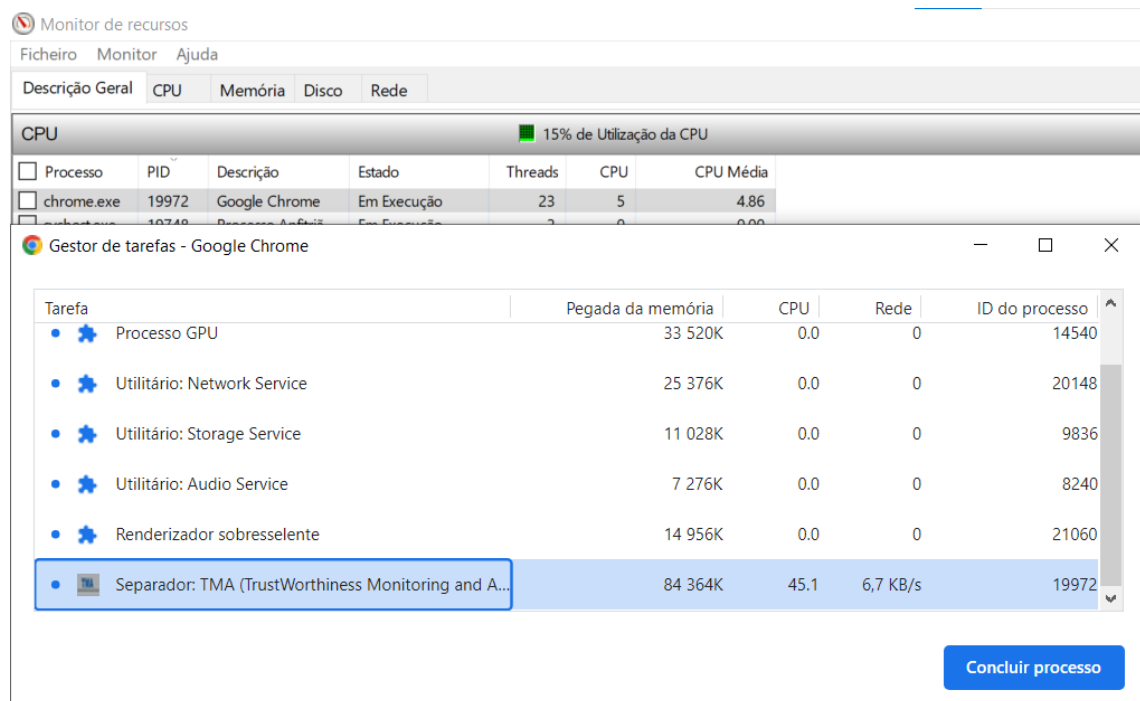 Monitor de recursos
Ficheiro Monitor Ajuda
Descrição Geral CPU Memória Disco Rede
CPU 15% de Utilização da CPU
Processo PID Descrição Estado Threads CPU CPU Média
chrome.exe 19972 Google Chrome Em Execução 23 5 4.86
Gestor de tarefas - Google Chrome
Tarefa Pegada da memória CPU Rede ID do processo
Processo GPU 33 520K 0.0 0 14540
Utilitário: Network Service 25 376K 0.0 0 20148
Utilitário: Storage Service 11 028K 0.0 0 9836
Utilitário: Audio Service 7 276K 0.0 0 8240
Renderizador sobresselente 14 956K 0.0 0 21060
TMA Separador: TMA (TrustWorthiness Monitoring and A... 84 364K 45.1 6,7 KB/s 19972
Concluir processo